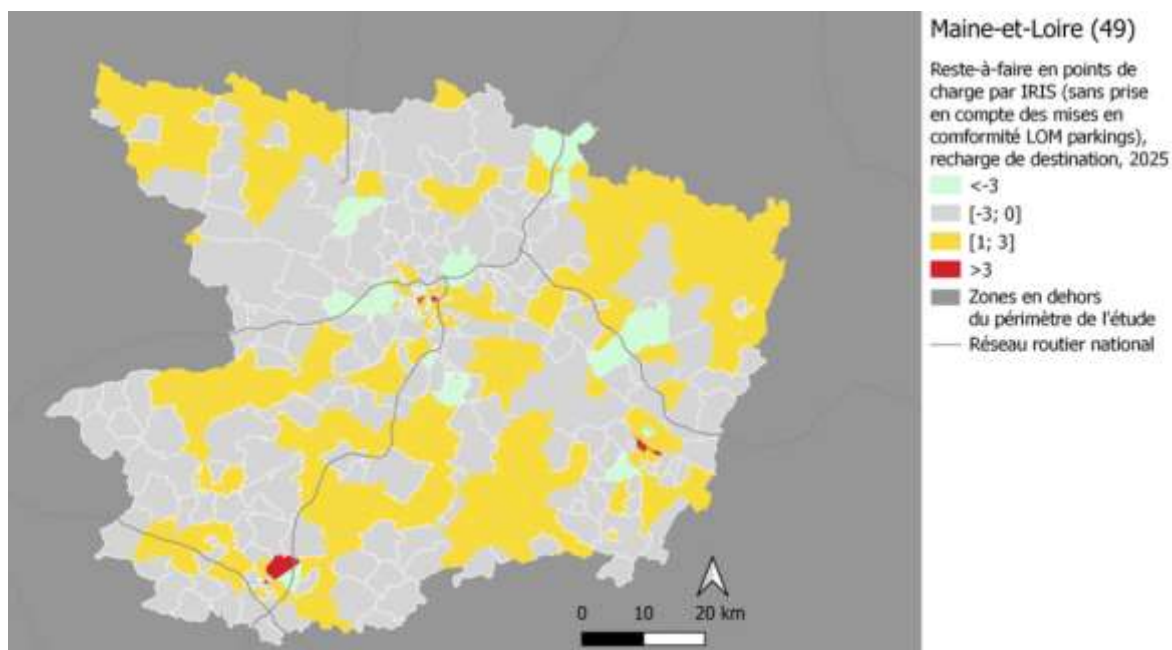 Maine-et-Loire (49)
Reste-à-faire en points de
charge par IRIS (sans prise
en compte des mises en
comformité LOM parkings),
recharge de destination, 2025
<-3
[-3; 0]
[1; 3]
>3
Zones en dehors
du périmètre de l'étude
Réseau routier national
0 10 20 km